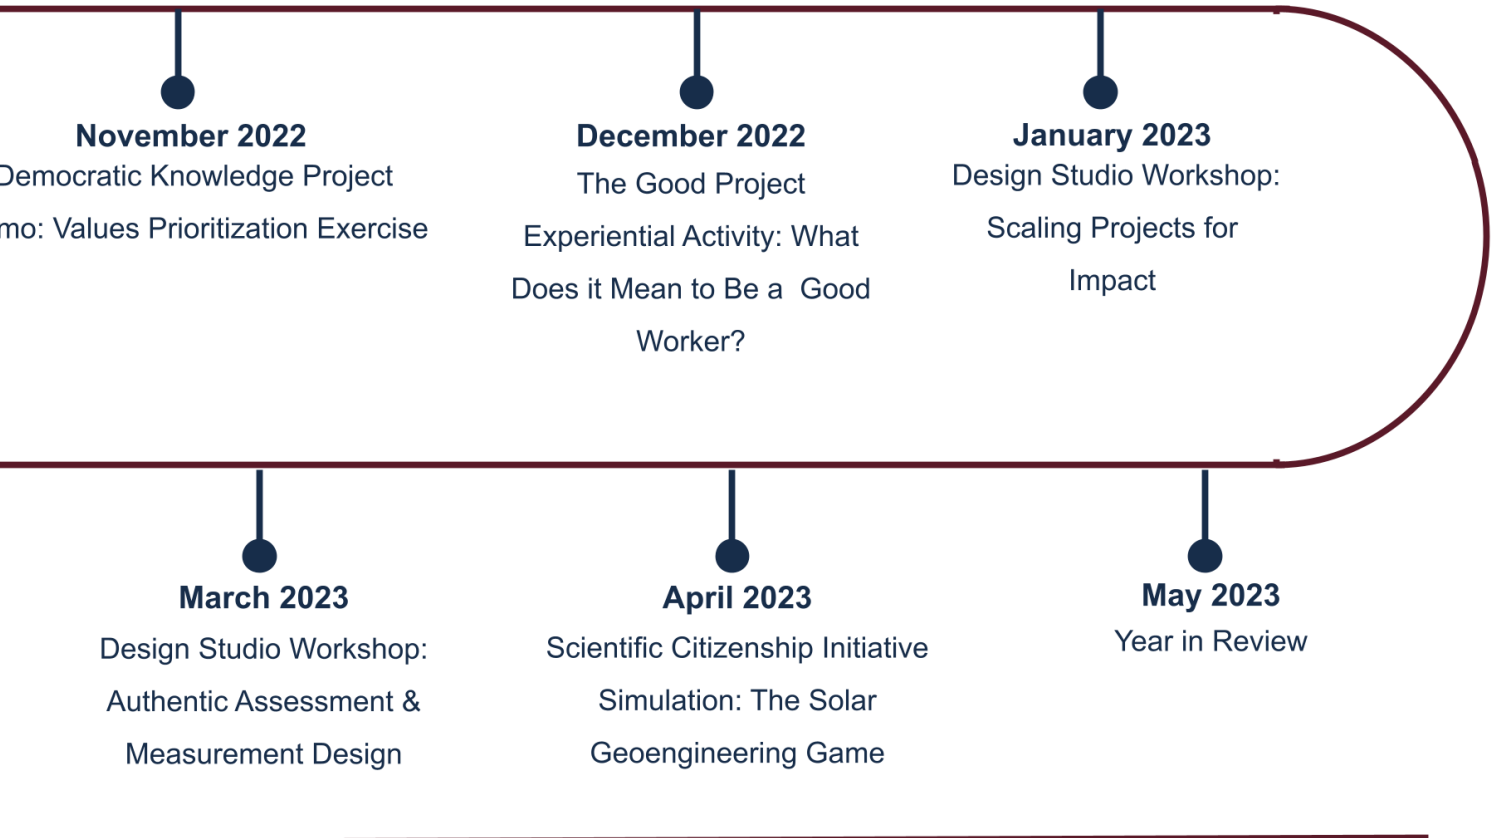 November 2022
Democratic Knowledge Project
Values Prioritization Exercise
December 2022
The Good Project
Experiential Activity: What
Does it Mean to Be a  Good
Worker?
January 2023
Design Studio Workshop:
Scaling Projects for
Impact
March 2023
Design Studio Workshop:
Authentic Assessment &
Measurement Design
April 2023
Scientific Citizenship Initiative
Simulation: The Solar
Geoengineering Game
May 2023
Year in Review